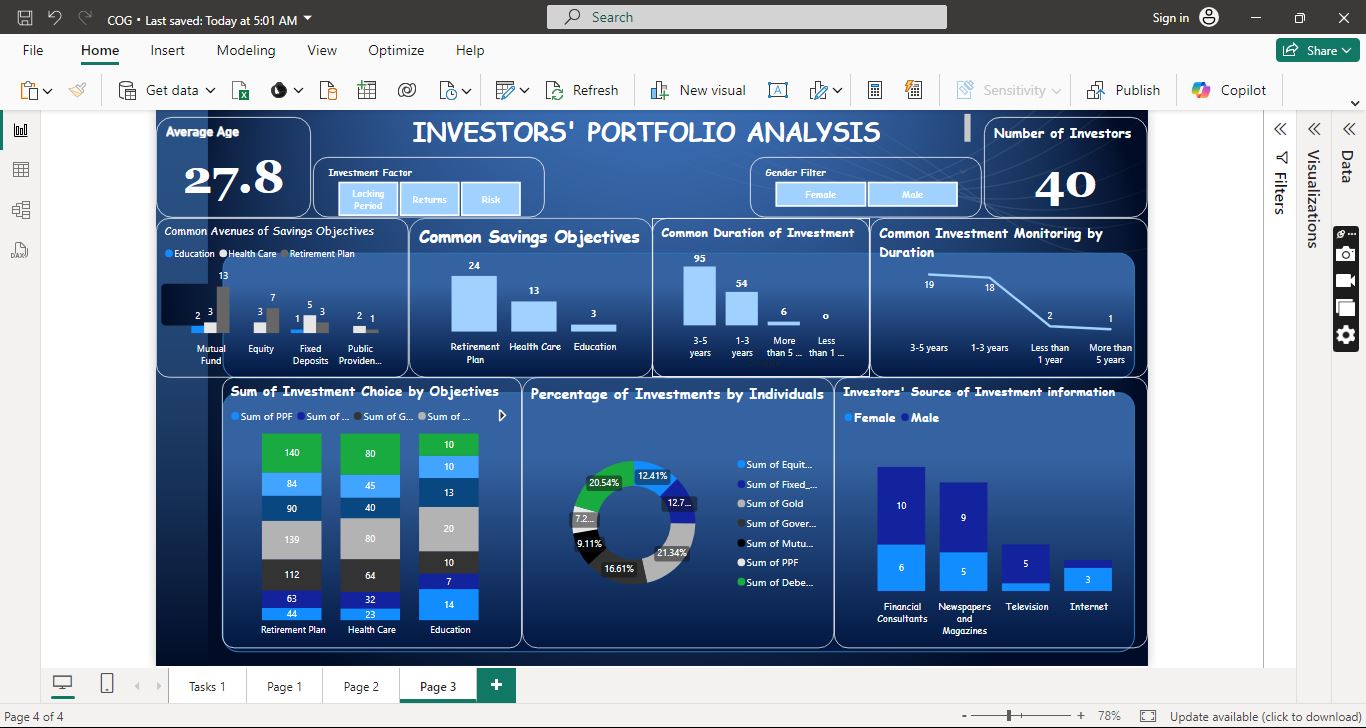 COG • Last saved: Today at 5:01 AM
Search
Sign in
File Home Insert Modeling View Optimize Help
Share
Get data
Refresh
New visual
Sensitivity
Publish
Copilot
Average Age
27.8
INVESTORS' PORTFOLIO ANALYSIS
Investment Factor
Locking
Period
Returns
Risk
Gender Filter
Female
Male
Number of Investors
40
Common Avenues of Savings Objectives
Education Health Care Retirement Plan
2 3 13
3 7
1 5 3
2 1
Mutual
Fund
Equity
Fixed
Deposits
Public
Providen...
Common Savings Objectives
24
13
3
Retirement
Plan
Health Care
Education
Common Duration of Investment
95
54
6
0
3-5
years
1-3
years
More
than 5 ...
Less
than 1 ...
Common Investment Monitoring by
Duration
19
18
2
1
3-5 years
1-3 years
Less than
1 year
More than
5 years
Sum of Investment Choice by Objectives
Sum of PPF Sum of ... Sum of G... Sum of ...
140 80 10
84 45 10
90 40 13
139 80 20
112 64 10
63 32 7
44 23 14
Retirement Plan Health Care Education
Percentage of Investments by Individuals
12.41%
12.7...
21.34%
16.61%
9.11%
7.2...
20.54%
Sum of Equit...
Sum of Fixed_...
Sum of Gold
Sum of Gover...
Sum of Mutu...
Sum of PPF
Sum of Debe...
Investors' Source of Investment information
Female Male
10
6
9
5
5
3
Financial
Consultants
Newspapers
and
Magazines
Television
Internet
Filters
Visualizations
Data
Tasks 1
Page 1
Page 2
Page 3
+
Page 4 of 4
- + 78%
Update available (click to download)